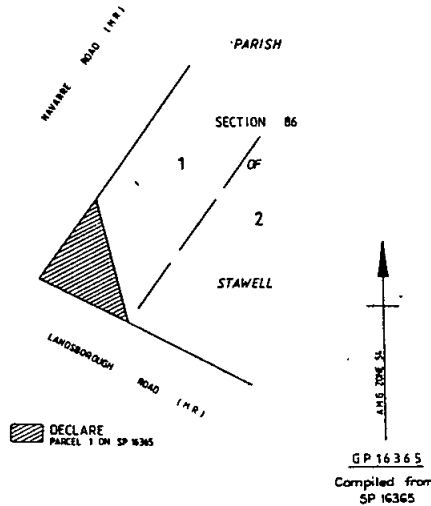 NAVARRE ROAD (M R)
PARISH
SECTION 86
1
OF
2
STAWELL
LANDSBOROUGH ROAD (M R)
A M G ZONE 54
DECLARE
PARCEL 1 ON SP 16365
GP 16365
Compiled from
SP 16365